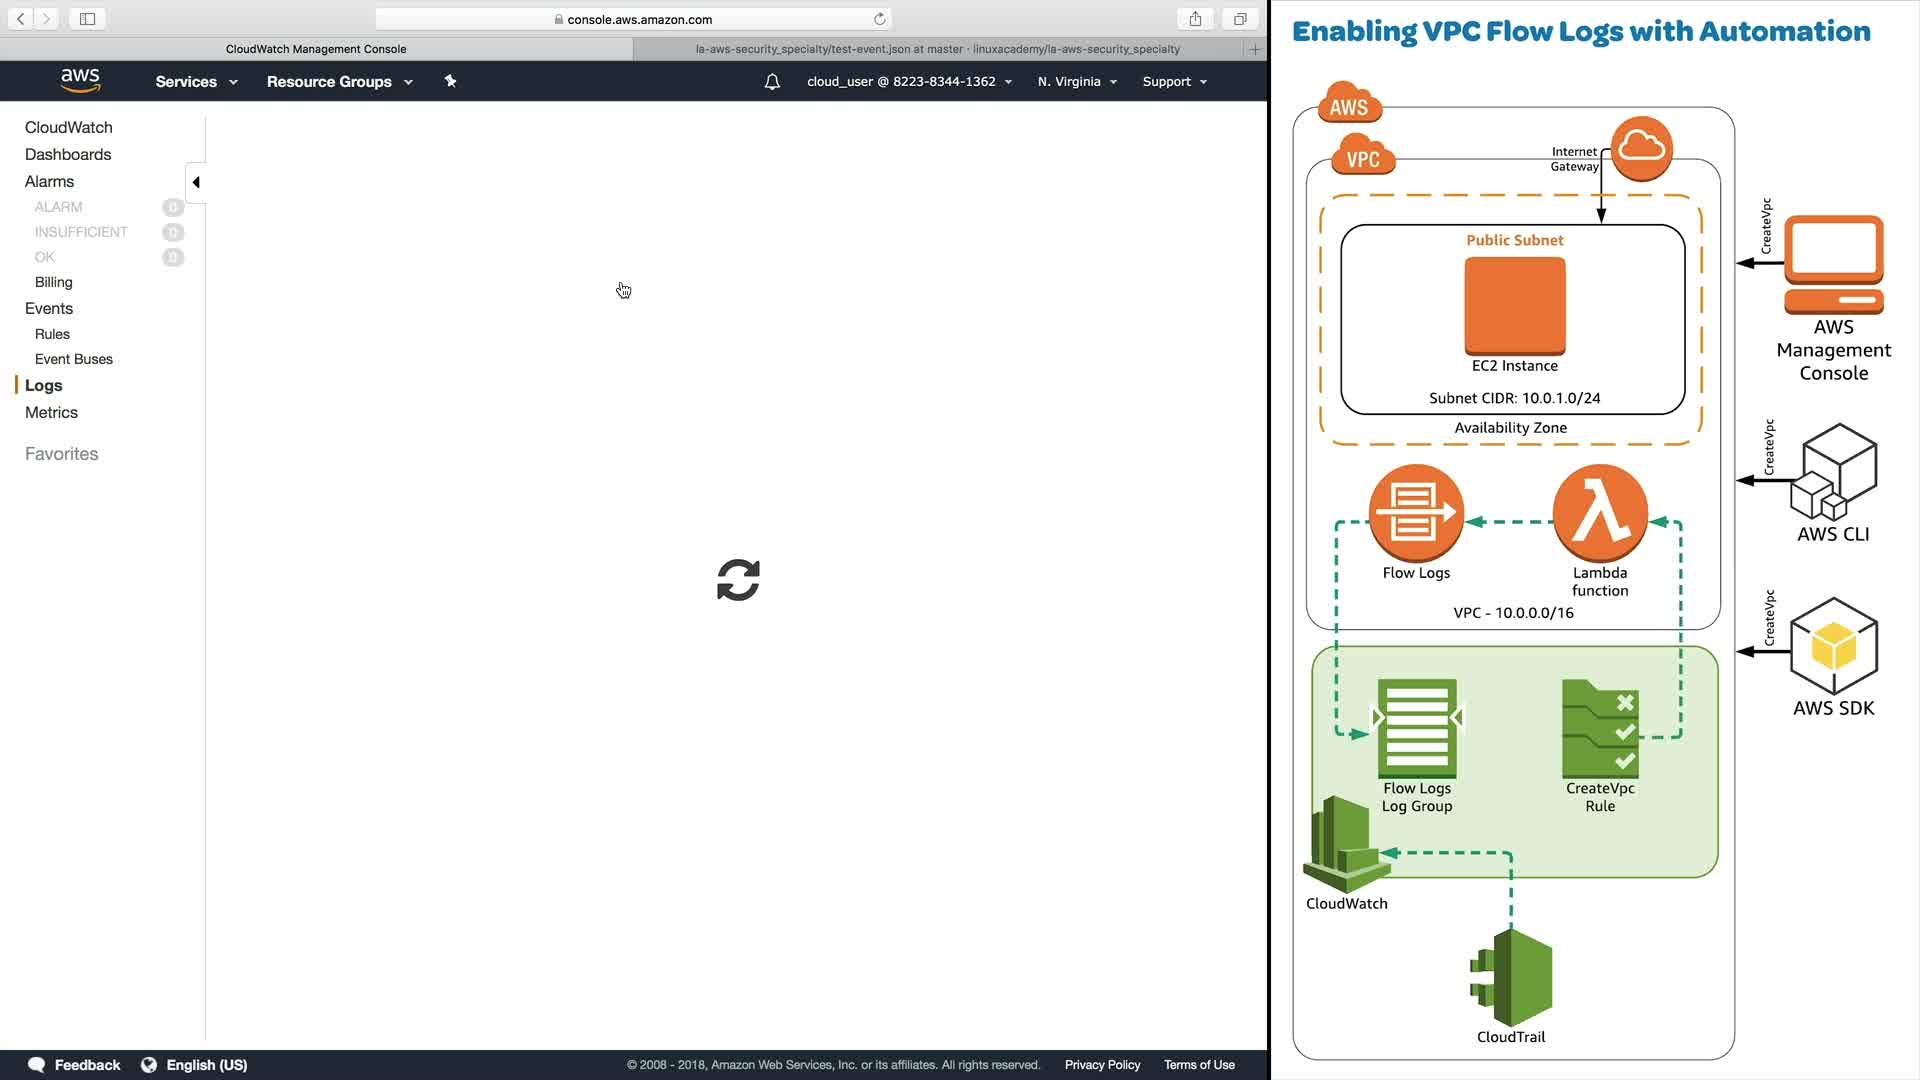 console.aws.amazon.com
CloudWatch Management Console
la-aws-security_specialty/test-event.json at master · linuxacademy/la-aws-security_specialty
aws
Services
Resource Groups
cloud_user @ 8223-8344-1362
N. Virginia
Support
CloudWatch
Dashboards
Alarms
ALARM 0
INSUFFICIENT 0
OK 0
Billing
Events
Rules
Event Buses
Logs
Metrics
Favorites
Feedback
English (US)
© 2008 - 2018, Amazon Web Services, Inc. or its affiliates. All rights reserved.
Privacy Policy
Terms of Use
Enabling VPC Flow Logs with Automation
AWS
VPC
Internet
Gateway
Public Subnet
EC2 Instance
Subnet CIDR: 10.0.1.0/24
Availability Zone
Flow Logs
Lambda
function
VPC - 10.0.0.0/16
Flow Logs
Log Group
CreateVpc
Rule
CloudWatch
CloudTrail
CreateVpc
AWS
Management
Console
CreateVpc
AWS CLI
CreateVpc
AWS SDK